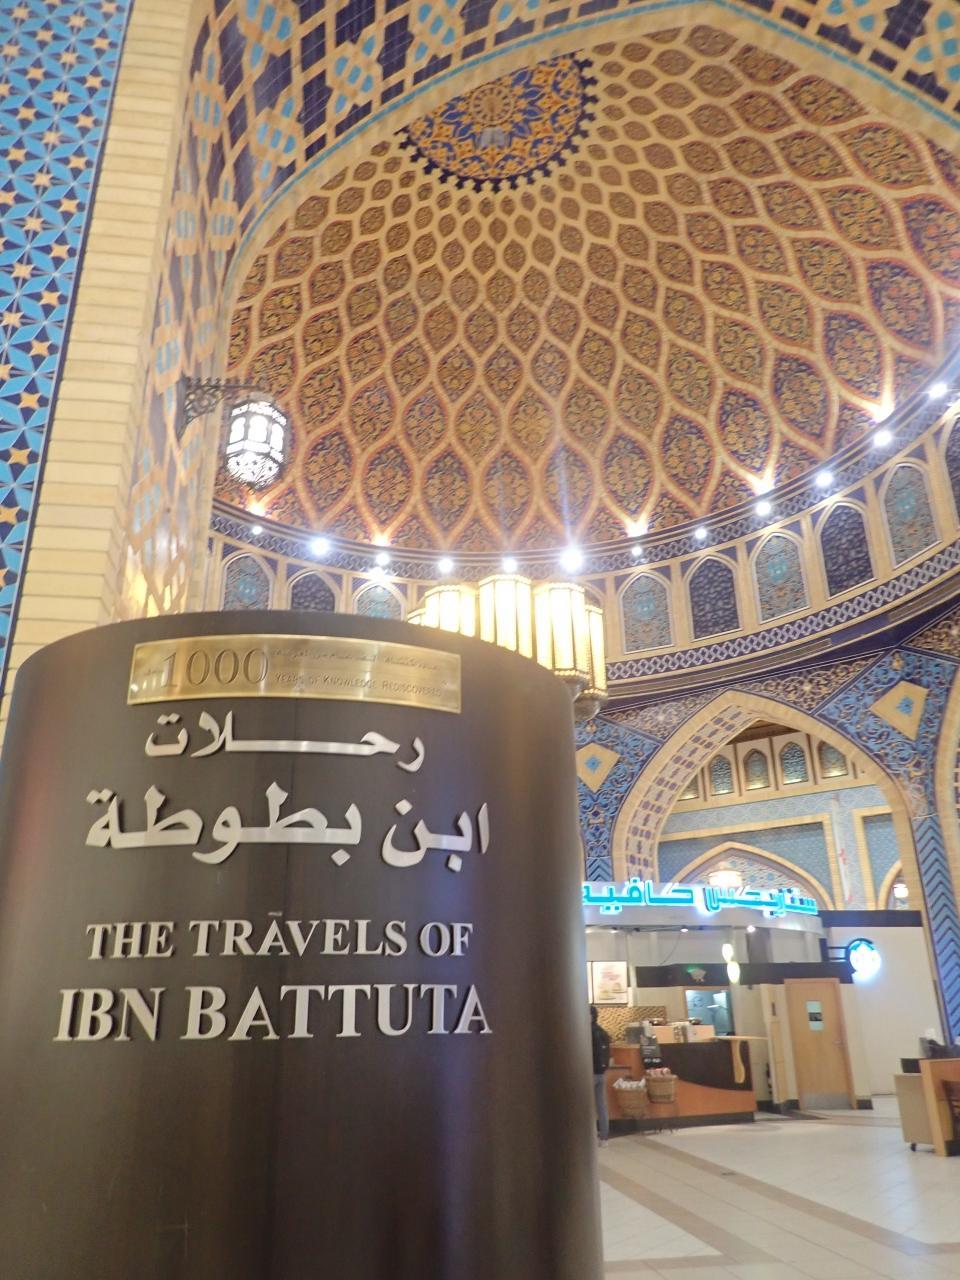 1000
YEARS OF KNOWLEDGE REDISCOVERED
رحلات
ابن بطوطة
THE TRAVELS OF
IBN BATTUTA
ستاربكس كافيه